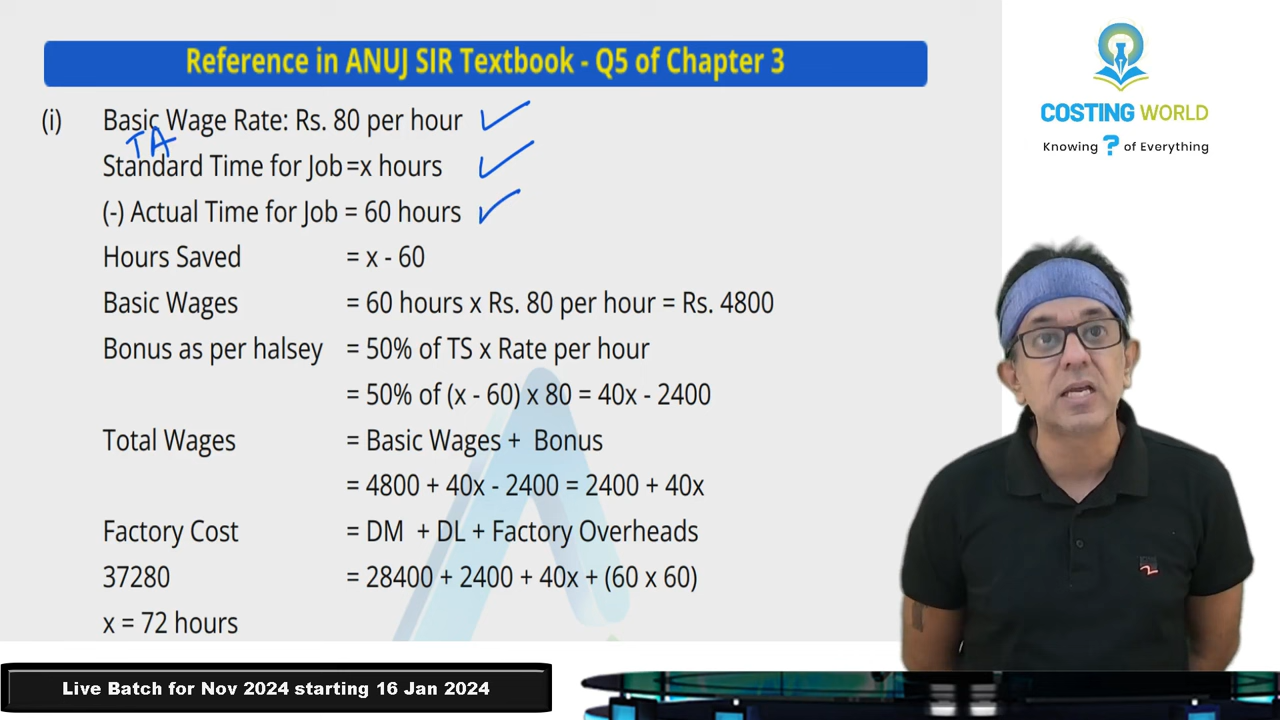 Reference in ANUJ SIR Textbook - Q5 of Chapter 3
(i) Basic Wage Rate: Rs. 80 per hour
TA
Standard Time for Job =x hours
(-) Actual Time for Job = 60 hours
Hours Saved = x - 60
Basic Wages = 60 hours x Rs. 80 per hour = Rs. 4800
Bonus as per halsey = 50% of TS x Rate per hour
= 50% of (x - 60) x 80 = 40x - 2400
Total Wages = Basic Wages + Bonus
= 4800 + 40x - 2400 = 2400 + 40x
Factory Cost = DM + DL + Factory Overheads
37280 = 28400 + 2400 + 40x + (60 x 60)
x = 72 hours
COSTING WORLD
Knowing ? of Everything
Live Batch for Nov 2024 starting 16 Jan 2024